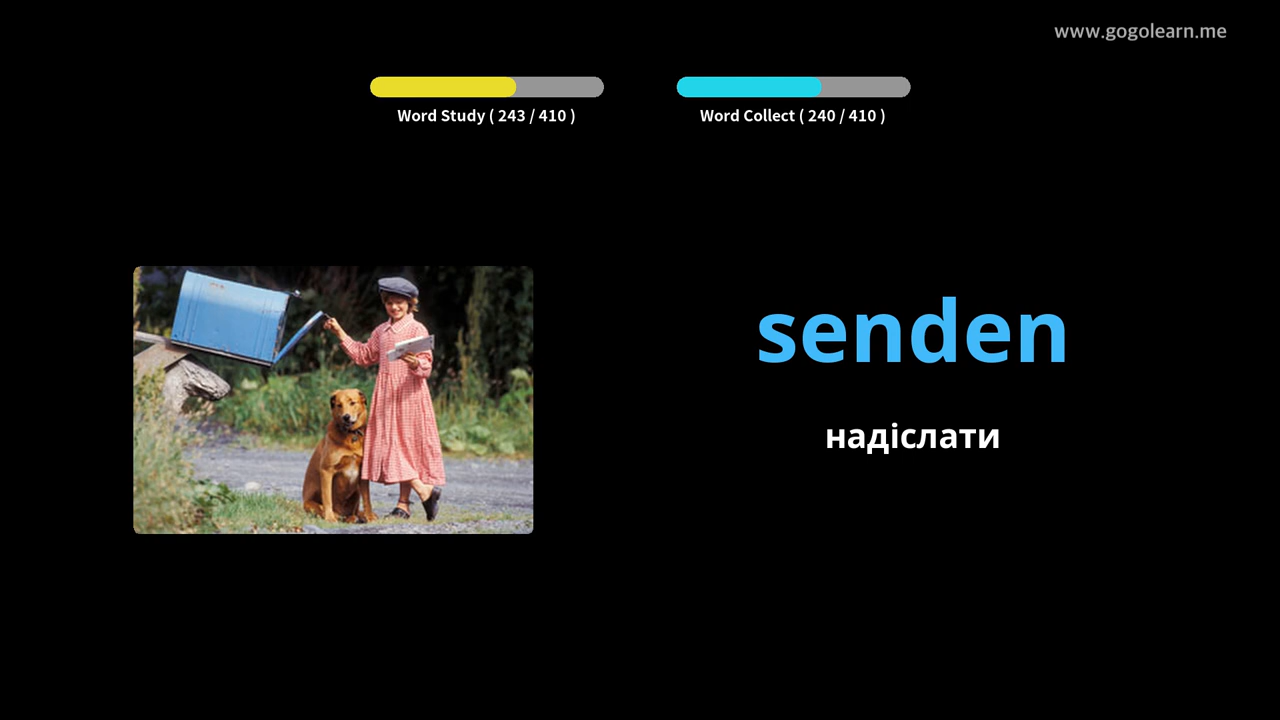 www.gogolearn.me
Word Study ( 243 / 410 )
Word Collect ( 240 / 410 )
senden
надіслати